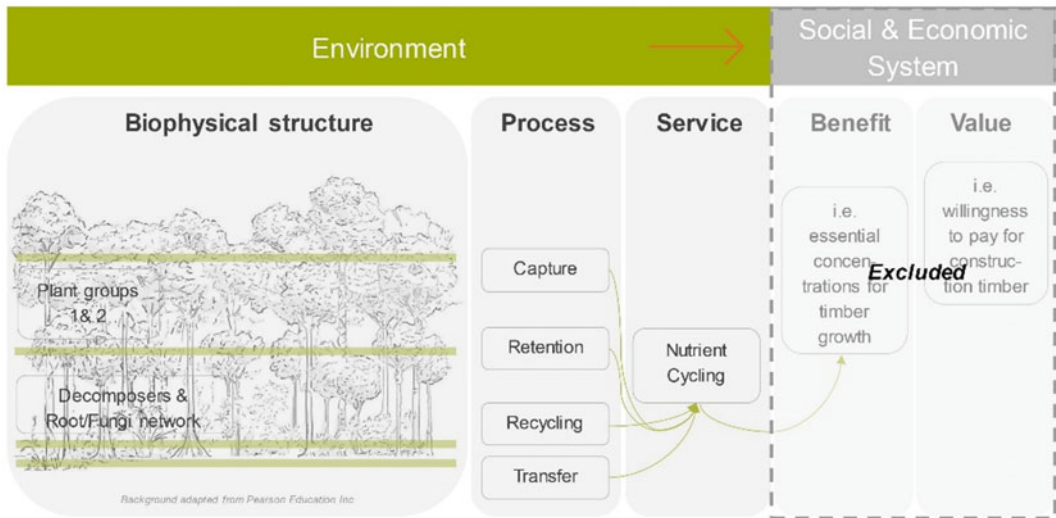 Environment
Social & Economic
System
Biophysical structure
Process
Service
Benefit
Value
Plant groups
1& 2
Decomposers &
Root/Fungi network
Background adapted from Pearson Education Inc
Capture
Retention
Recycling
Transfer
Nutrient
Cycling
i.e.
essential
concen-
trations for
timber
growth
Excluded
i.e.
willingness
to pay for
construc-
tion timber